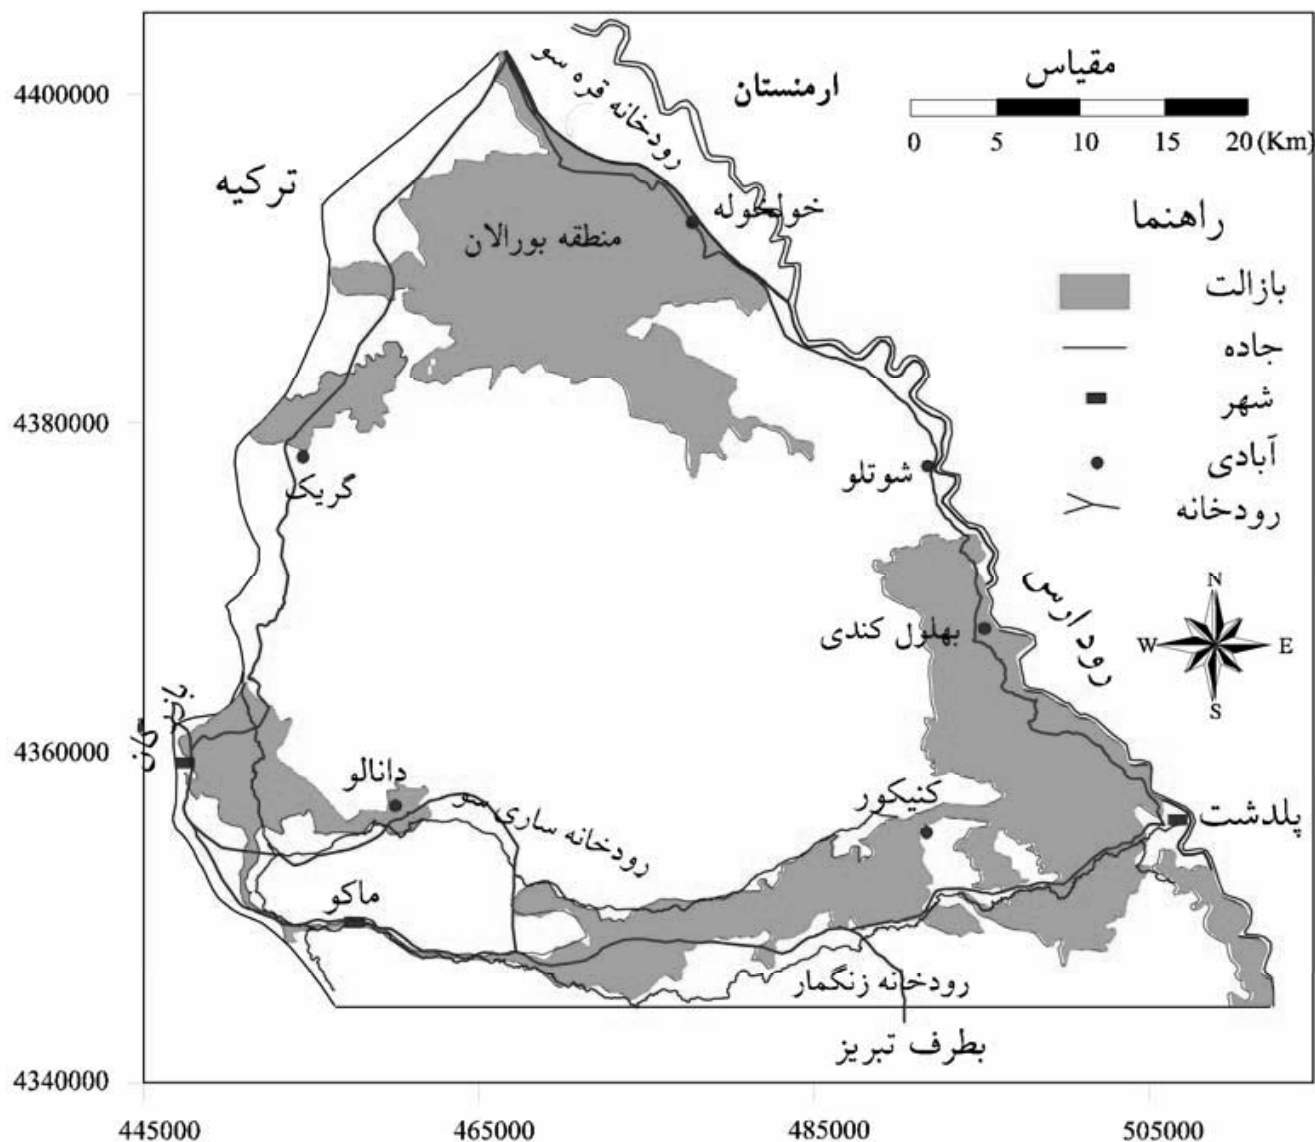 ارمنستان
مقیاس
0 5 10 15 20 (Km)
رودخانه قره سو
ترکیه
خولخوله
منطقه بورالان
راهنما
بازالت
جاده
شهر
آبادی
رودخانه
گریک
شوتلو
رود ارس
بهلول کندی
N
W E
S
دانالو
رودخانه ساری سو
کنیکور
پلدشت
ماکو
رودخانه زنگمار
بطرف تبریز
4400000
4380000
4360000
4340000
445000 465000 485000 505000